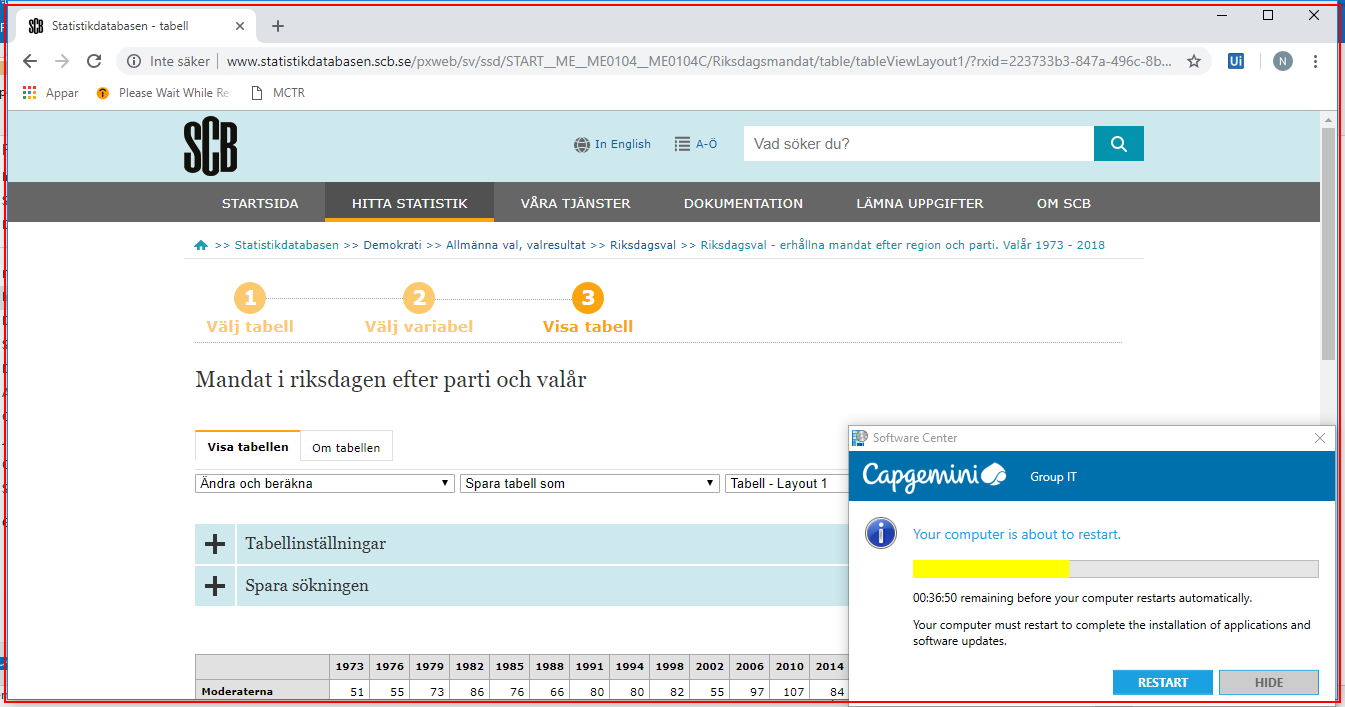 SCB Statistikdatabasen - tabell
Inte säker www.statistikdatabasen.scb.se/pxweb/sv/ssd/START__ME__ME0104__ME0104C/Riksdagsmandat/table/tableViewLayout1/?rxid=223733b3-847a-496c-8b... Ui N
Appar Please Wait While Re MCTR
SCB In English A-Ö Vad söker du?
STARTSIDA HITTA STATISTIK VÅRA TJÄNSTER DOKUMENTATION LÄMNA UPPGIFTER OM SCB
>> Statistikdatabasen >> Demokrati >> Allmänna val, valresultat >> Riksdagsval >> Riksdagsval - erhållna mandat efter region och parti. Valår 1973 - 2018
1 2 3
Välj tabell Välj variabel Visa tabell
Mandat i riksdagen efter parti och valår
Visa tabellen Om tabellen
Ändra och beräkna Spara tabell som Tabell - Layout 1
Tabellinställningar
Spara sökningen
1973 1976 1979 1982 1985 1988 1991 1994 1998 2002 2006 2010 2014
Moderaterna 51 55 73 86 76 66 80 80 82 55 97 107 84
Software Center
Capgemini Group IT
Your computer is about to restart.
00:36:50 remaining before your computer restarts automatically.
Your computer must restart to complete the installation of applications and
software updates.
RESTART HIDE